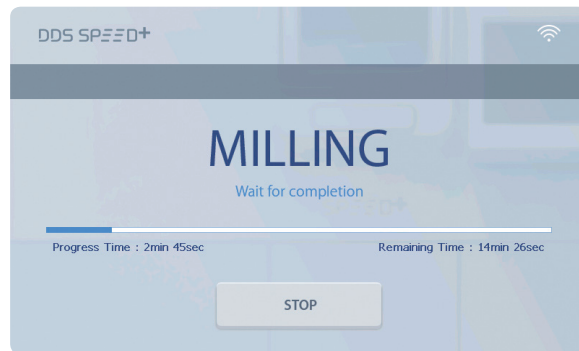 DDS SPEED+
MILLING
Wait for completion
Progress Time : 2min 45sec
Remaining Time : 14min 26sec
STOP